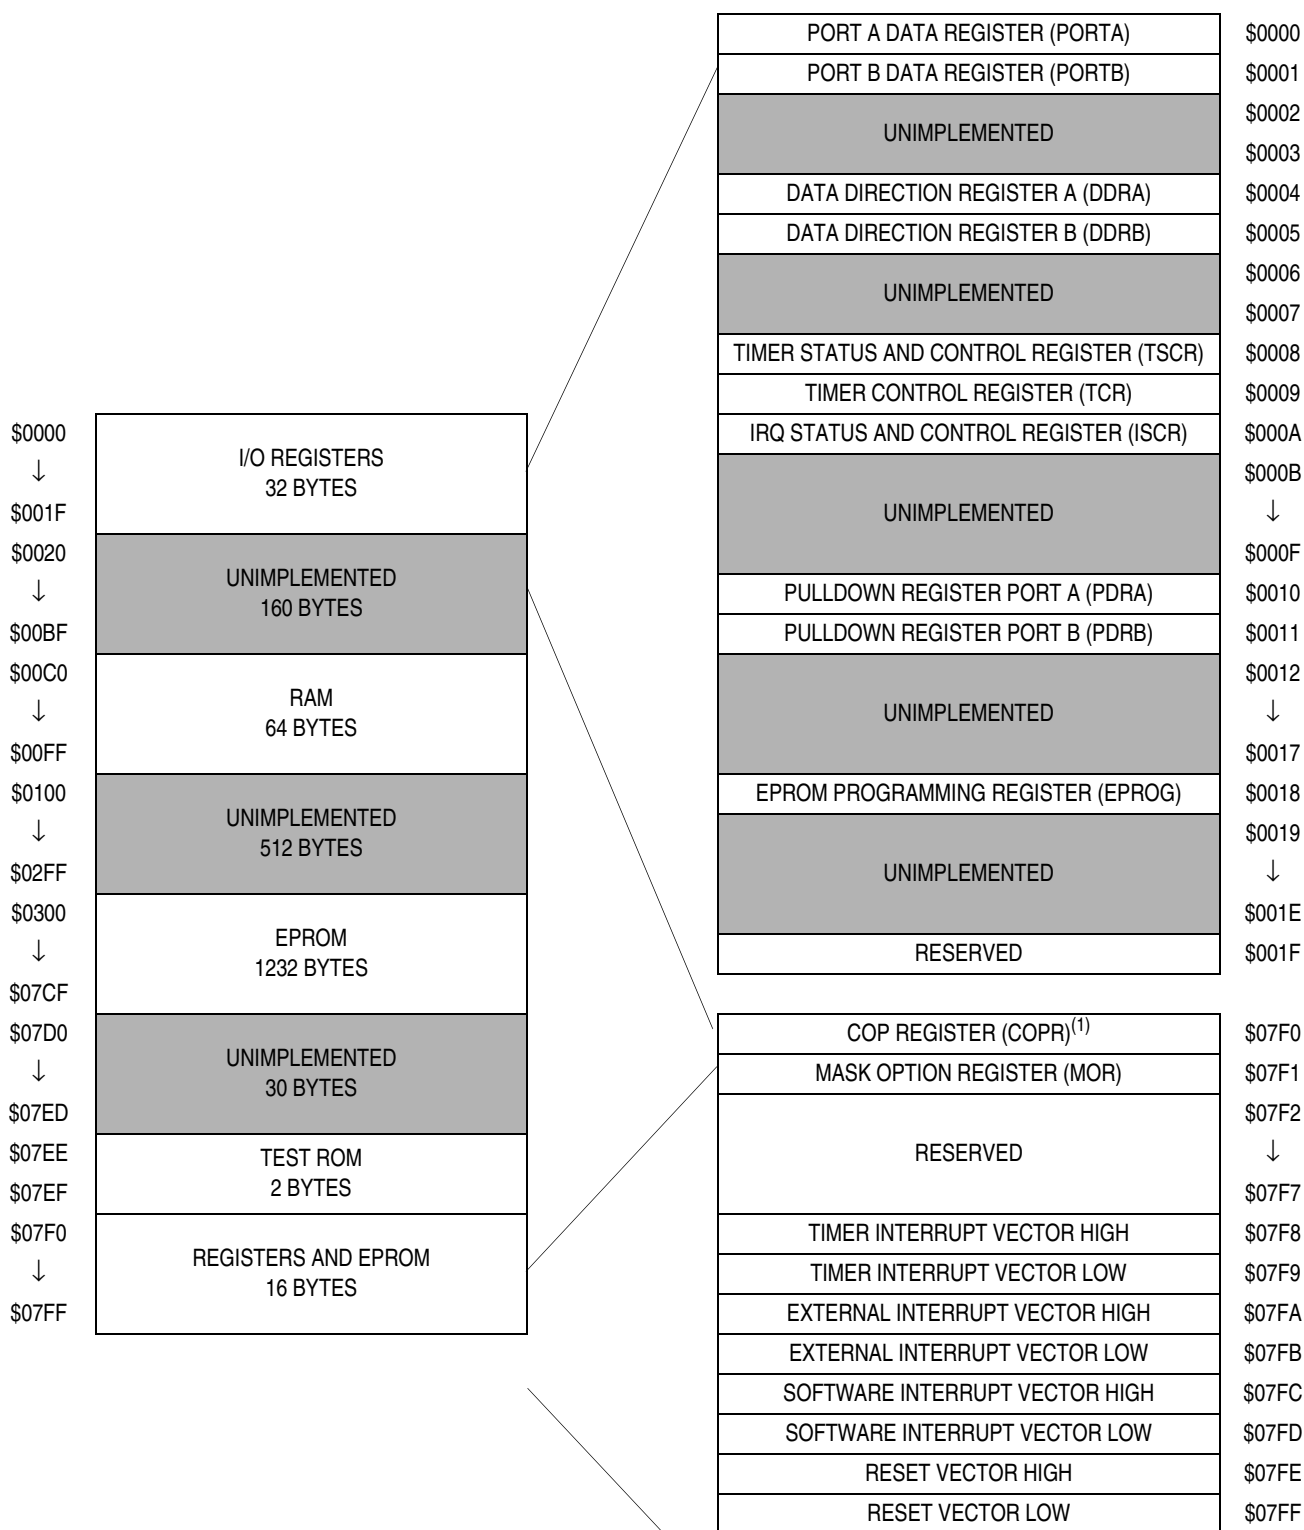 $0000
↓
$001F
I/O REGISTERS
32 BYTES
$0020
↓
$00BF
UNIMPLEMENTED
160 BYTES
$00C0
↓
$00FF
RAM
64 BYTES
$0100
↓
$02FF
UNIMPLEMENTED
512 BYTES
$0300
↓
$07CF
EPROM
1232 BYTES
$07D0
↓
$07ED
UNIMPLEMENTED
30 BYTES
$07EE
$07EF
TEST ROM
2 BYTES
$07F0
↓
$07FF
REGISTERS AND EPROM
16 BYTES
PORT A DATA REGISTER (PORTA) $0000
PORT B DATA REGISTER (PORTB) $0001
$0002
UNIMPLEMENTED
$0003
DATA DIRECTION REGISTER A (DDRA) $0004
DATA DIRECTION REGISTER B (DDRB) $0005
$0006
UNIMPLEMENTED
$0007
TIMER STATUS AND CONTROL REGISTER (TSCR) $0008
TIMER CONTROL REGISTER (TCR) $0009
IRQ STATUS AND CONTROL REGISTER (ISCR) $000A
$000B
UNIMPLEMENTED ↓
$000F
PULLDOWN REGISTER PORT A (PDRA) $0010
PULLDOWN REGISTER PORT B (PDRB) $0011
$0012
UNIMPLEMENTED ↓
$0017
EPROM PROGRAMMING REGISTER (EPROG) $0018
$0019
UNIMPLEMENTED ↓
$001E
RESERVED $001F
COP REGISTER (COPR)(1) $07F0
MASK OPTION REGISTER (MOR) $07F1
$07F2
RESERVED ↓
$07F7
TIMER INTERRUPT VECTOR HIGH $07F8
TIMER INTERRUPT VECTOR LOW $07F9
EXTERNAL INTERRUPT VECTOR HIGH $07FA
EXTERNAL INTERRUPT VECTOR LOW $07FB
SOFTWARE INTERRUPT VECTOR HIGH $07FC
SOFTWARE INTERRUPT VECTOR LOW $07FD
RESET VECTOR HIGH $07FE
RESET VECTOR LOW $07FF